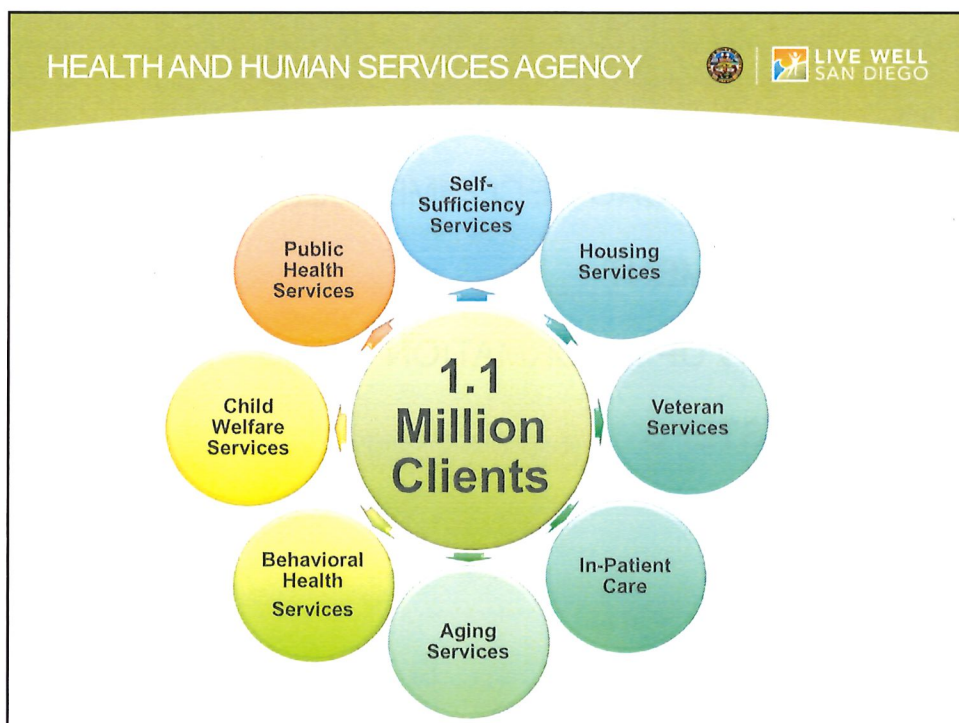 HEALTH AND HUMAN SERVICES AGENCY
LIVE WELL
SAN DIEGO
Self-
Sufficiency
Services
Housing
Services
Veteran
Services
In-Patient
Care
Aging
Services
Behavioral
Health
Services
Child
Welfare
Services
Public
Health
Services
1.1
Million
Clients